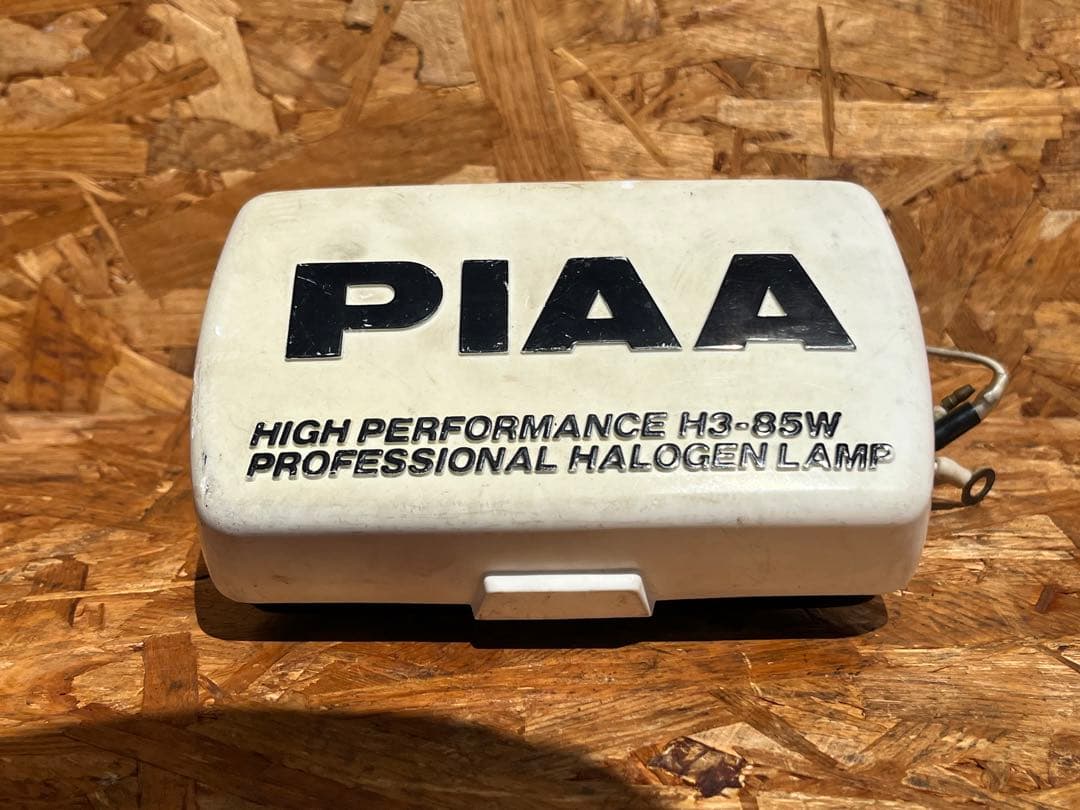 PIAA
HIGH PERFORMANCE H3-85W
PROFESSIONAL HALOGEN LAMP